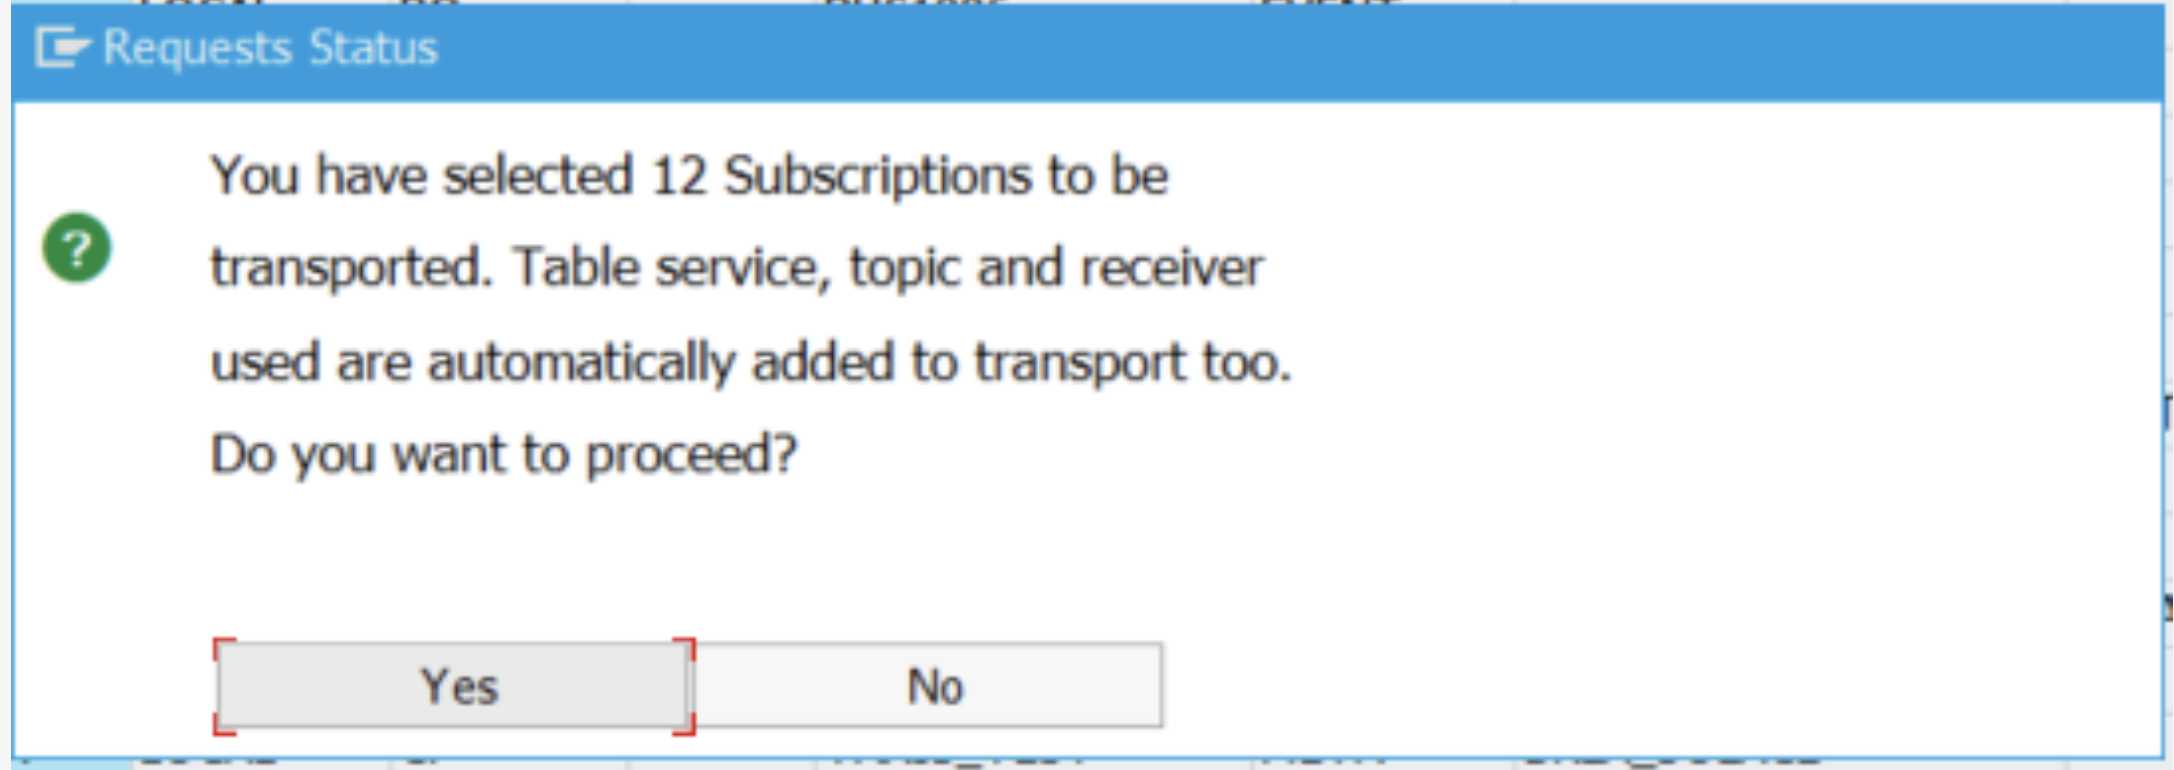 Requests Status
You have selected 12 Subscriptions to be
transported. Table service, topic and receiver
used are automatically added to transport too.
Do you want to proceed?
Yes No